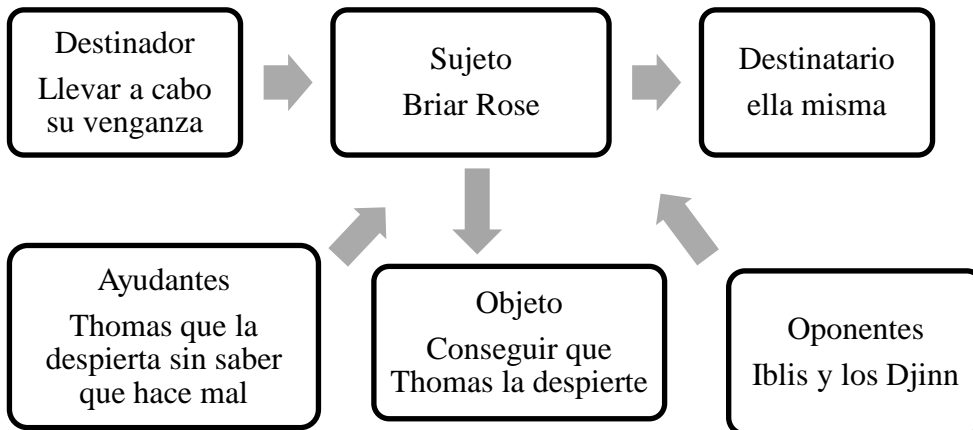 Destinador
Llevar a cabo
su venganza
Sujeto
Briar Rose
Destinatario
ella misma
Ayudantes
Thomas que la
despierta sin saber
que hace mal
Objeto
Conseguir que
Thomas la despierte
Oponentes
Iblis y los Djinn